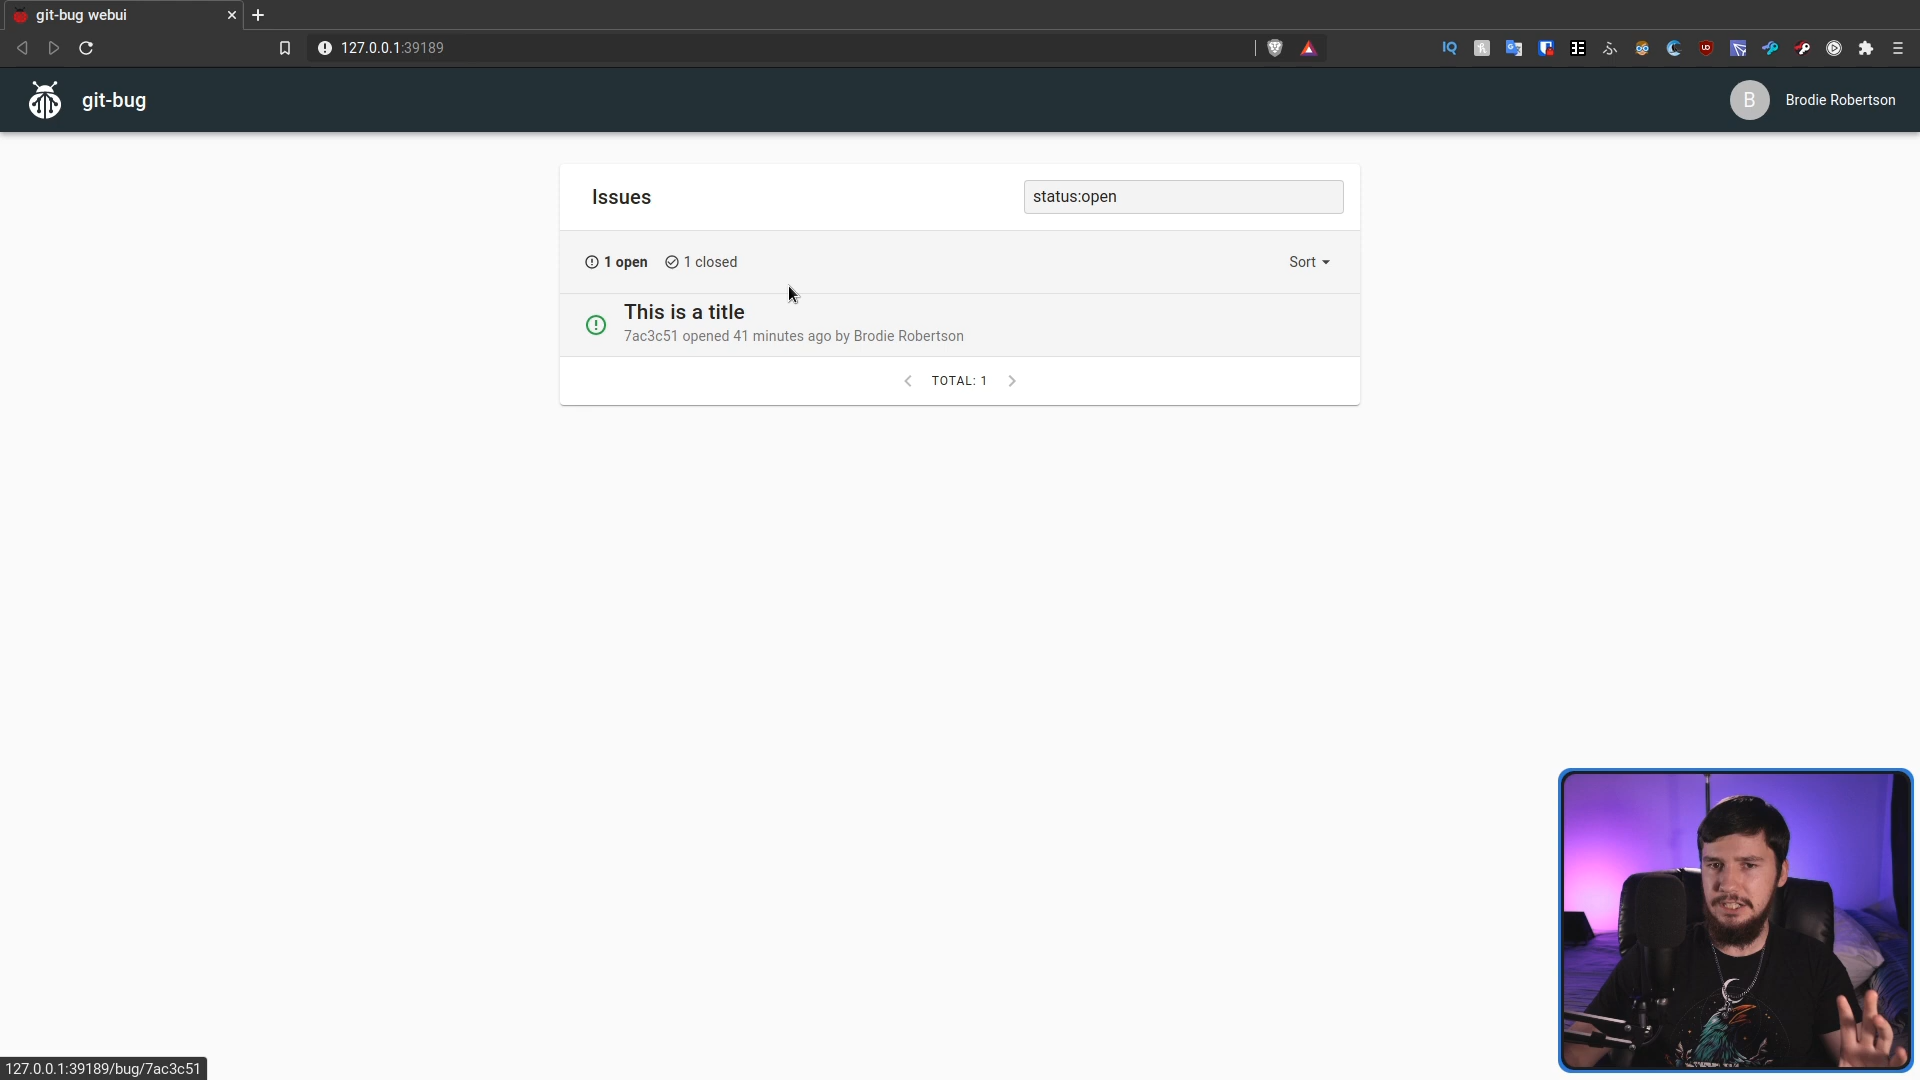 git-bug webui
127.0.0.1:39189
git-bug
B
Brodie Robertson
Issues
status:open
1 open
1 closed
Sort
This is a title
7ac3c51 opened 41 minutes ago by Brodie Robertson
TOTAL: 1
127.0.0.1:39189/bug/7ac3c51
IQ